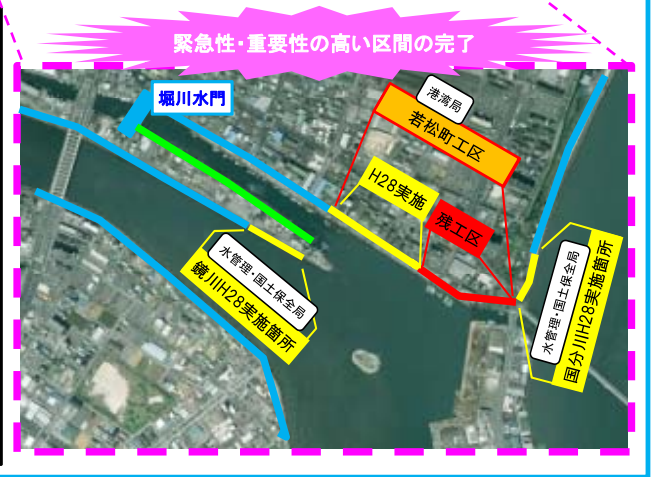 緊急性・重要性の高い区間の完了
堀川水門
港湾局
若松町工区
H28実施
残工区
水管理・国土保全局
鏡川H28実施箇所
水管理・国土保全局
国分川H28実施箇所